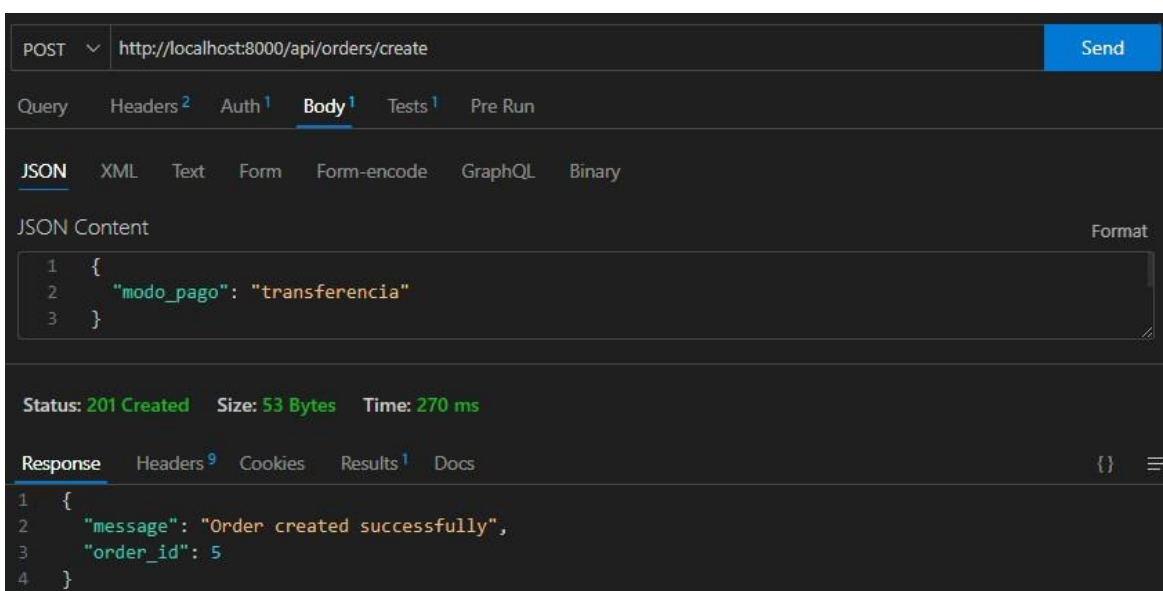 POST http://localhost:8000/api/orders/create Send
Query Headers 2 Auth 1 Body 1 Tests 1 Pre Run
JSON XML Text Form Form-encode GraphQL Binary
JSON Content Format
1 {
2 "modo_pago": "transferencia"
3 }
Status: 201 Created Size: 53 Bytes Time: 270 ms
Response Headers 9 Cookies Results 1 Docs {}
1 {
2 "message": "Order created successfully",
3 "order_id": 5
4 }